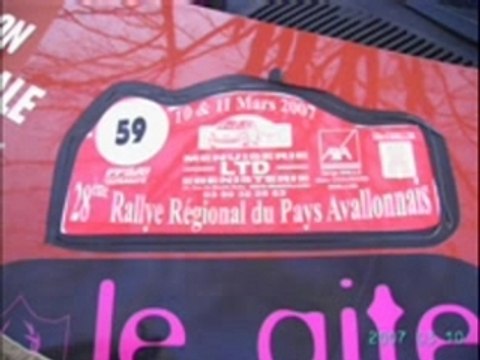 ON
ALE
10 & 11 Mars 2007
59
MENUISERIE
LTD
28ème Rallye Régional du Pays Avallonnais
le gite
2007 03 10